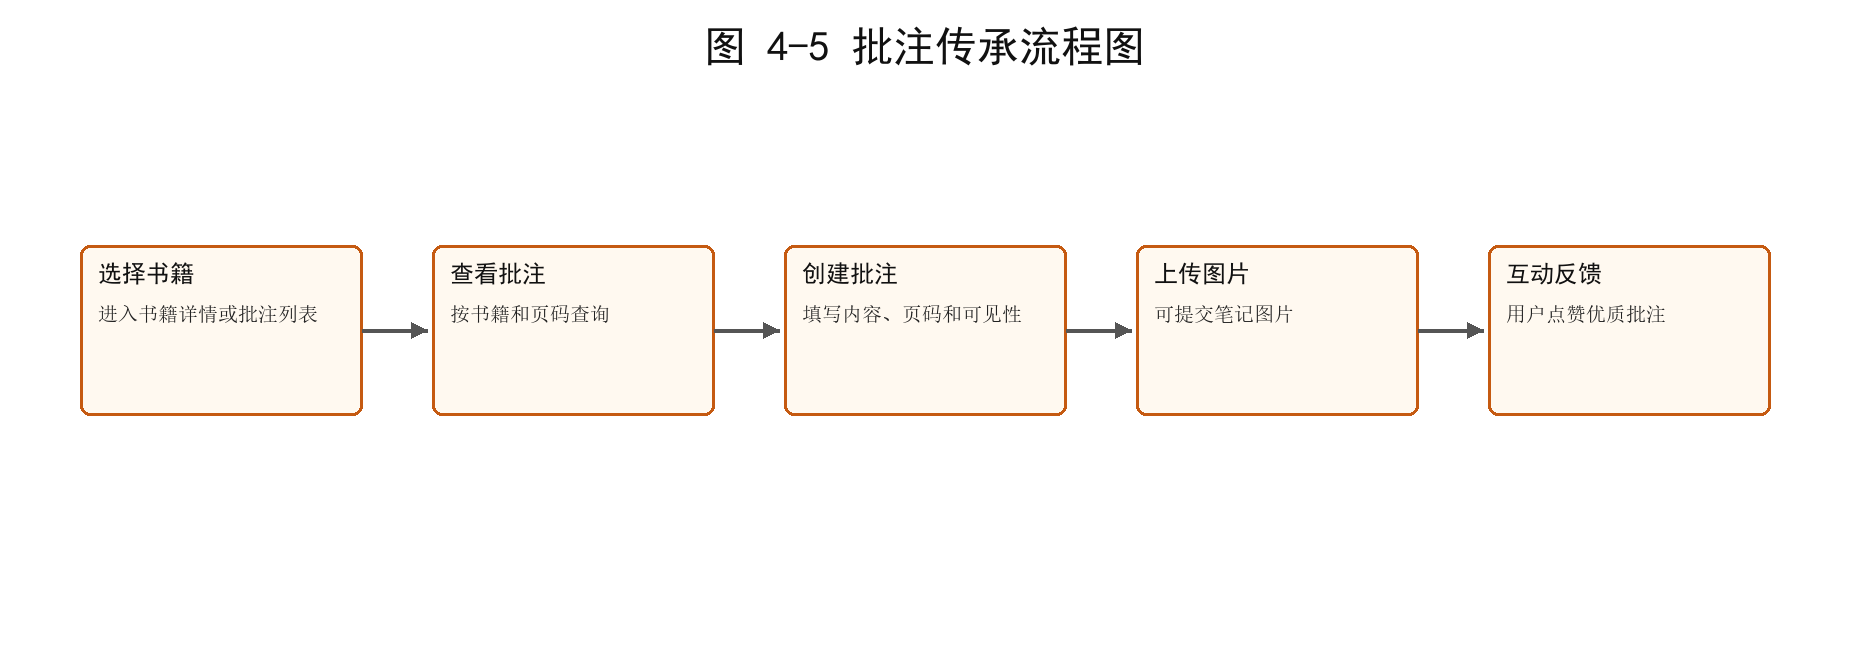 图 4-5 批注传承流程图
选择书籍
进入书籍详情或批注列表
查看批注
按书籍和页码查询
创建批注
填写内容、页码和可见性
上传图片
可提交笔记图片
互动反馈
用户点赞优质批注